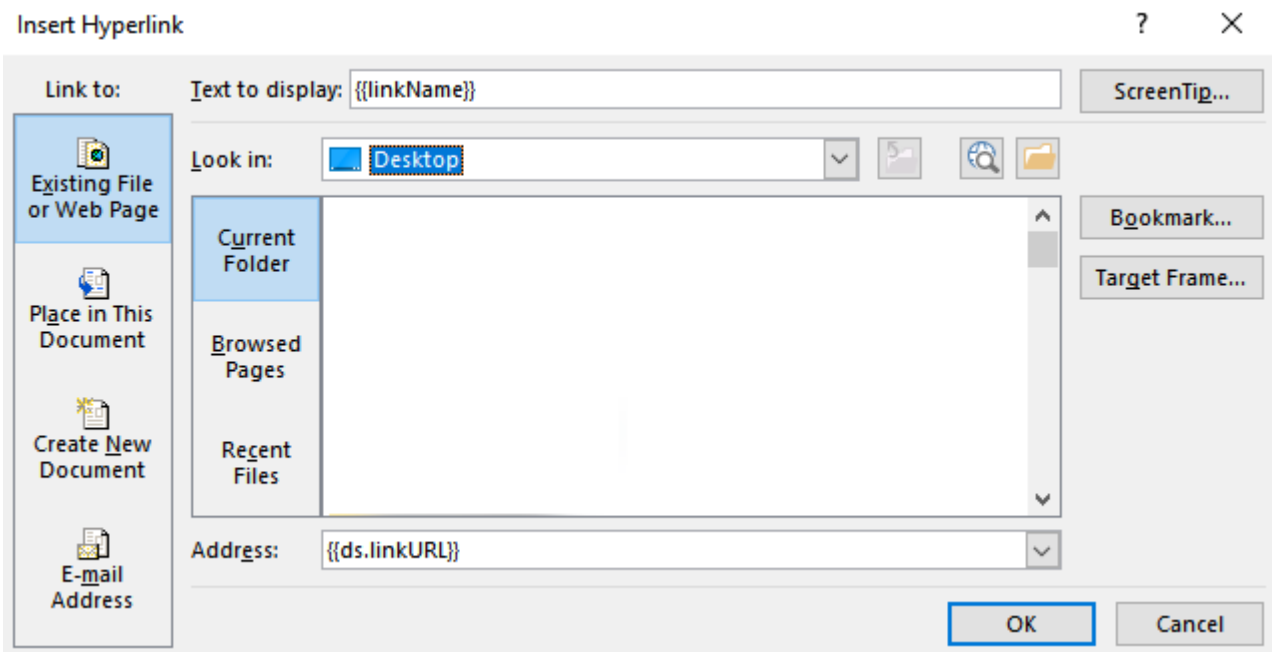 Insert Hyperlink
?
Link to:
Text to display: {{linkName}}
ScreenTip...
Existing File
or Web Page
Look in:
Desktop
Current
Folder
Bookmark...
Target Frame...
Place in This
Document
Browsed
Pages
Create New
Document
Recent
Files
E-mail
Address
Address: {{ds.linkURL}}
OK
Cancel